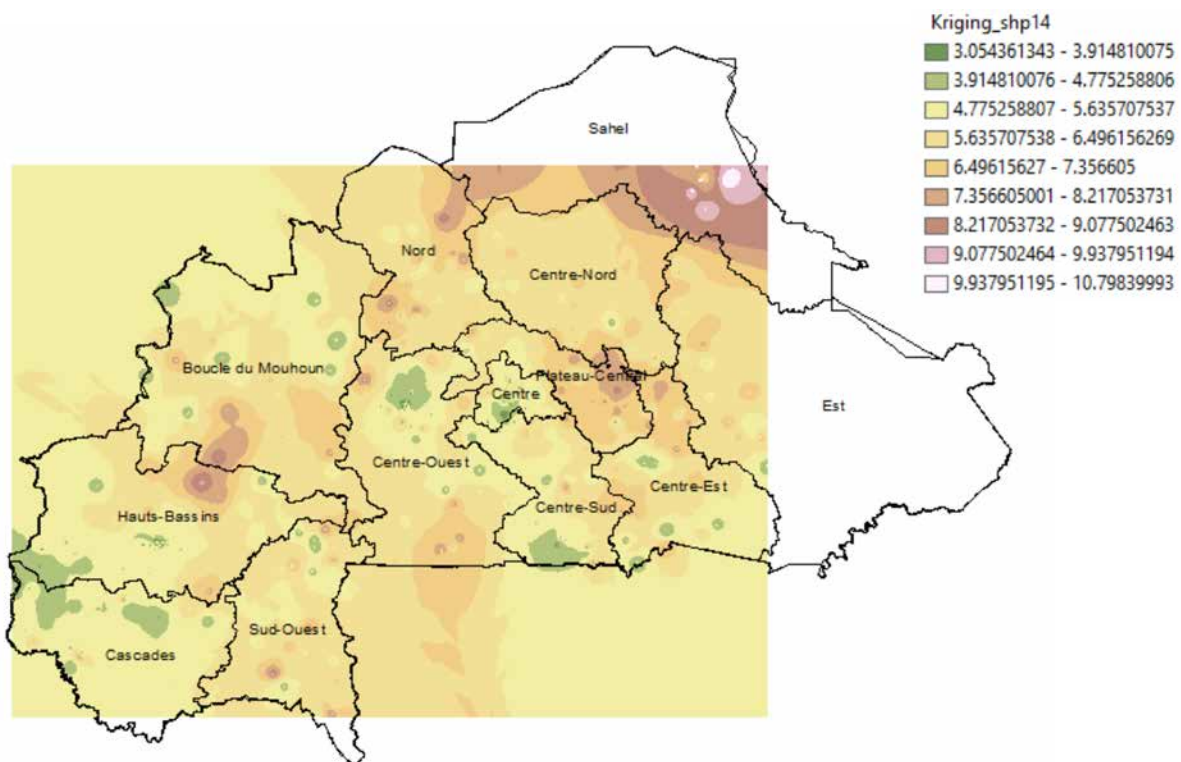 Kriging_shp14
3.054361343 - 3.914810075
3.914810076 - 4.775258806
4.775258807 - 5.635707537
5.635707538 - 6.496156269
6.49615627 - 7.356605
7.356605001 - 8.217053731
8.217053732 - 9.077502463
9.077502464 - 9.937951194
9.937951195 - 10.79839993
Sahel
Nord
Centre-Nord
Boucle du Mouhoun
Plateau-Central
Centre
Est
Centre-Ouest
Centre-Est
Hauts-Bassins
Centre-Sud
Sud-Ouest
Cascades